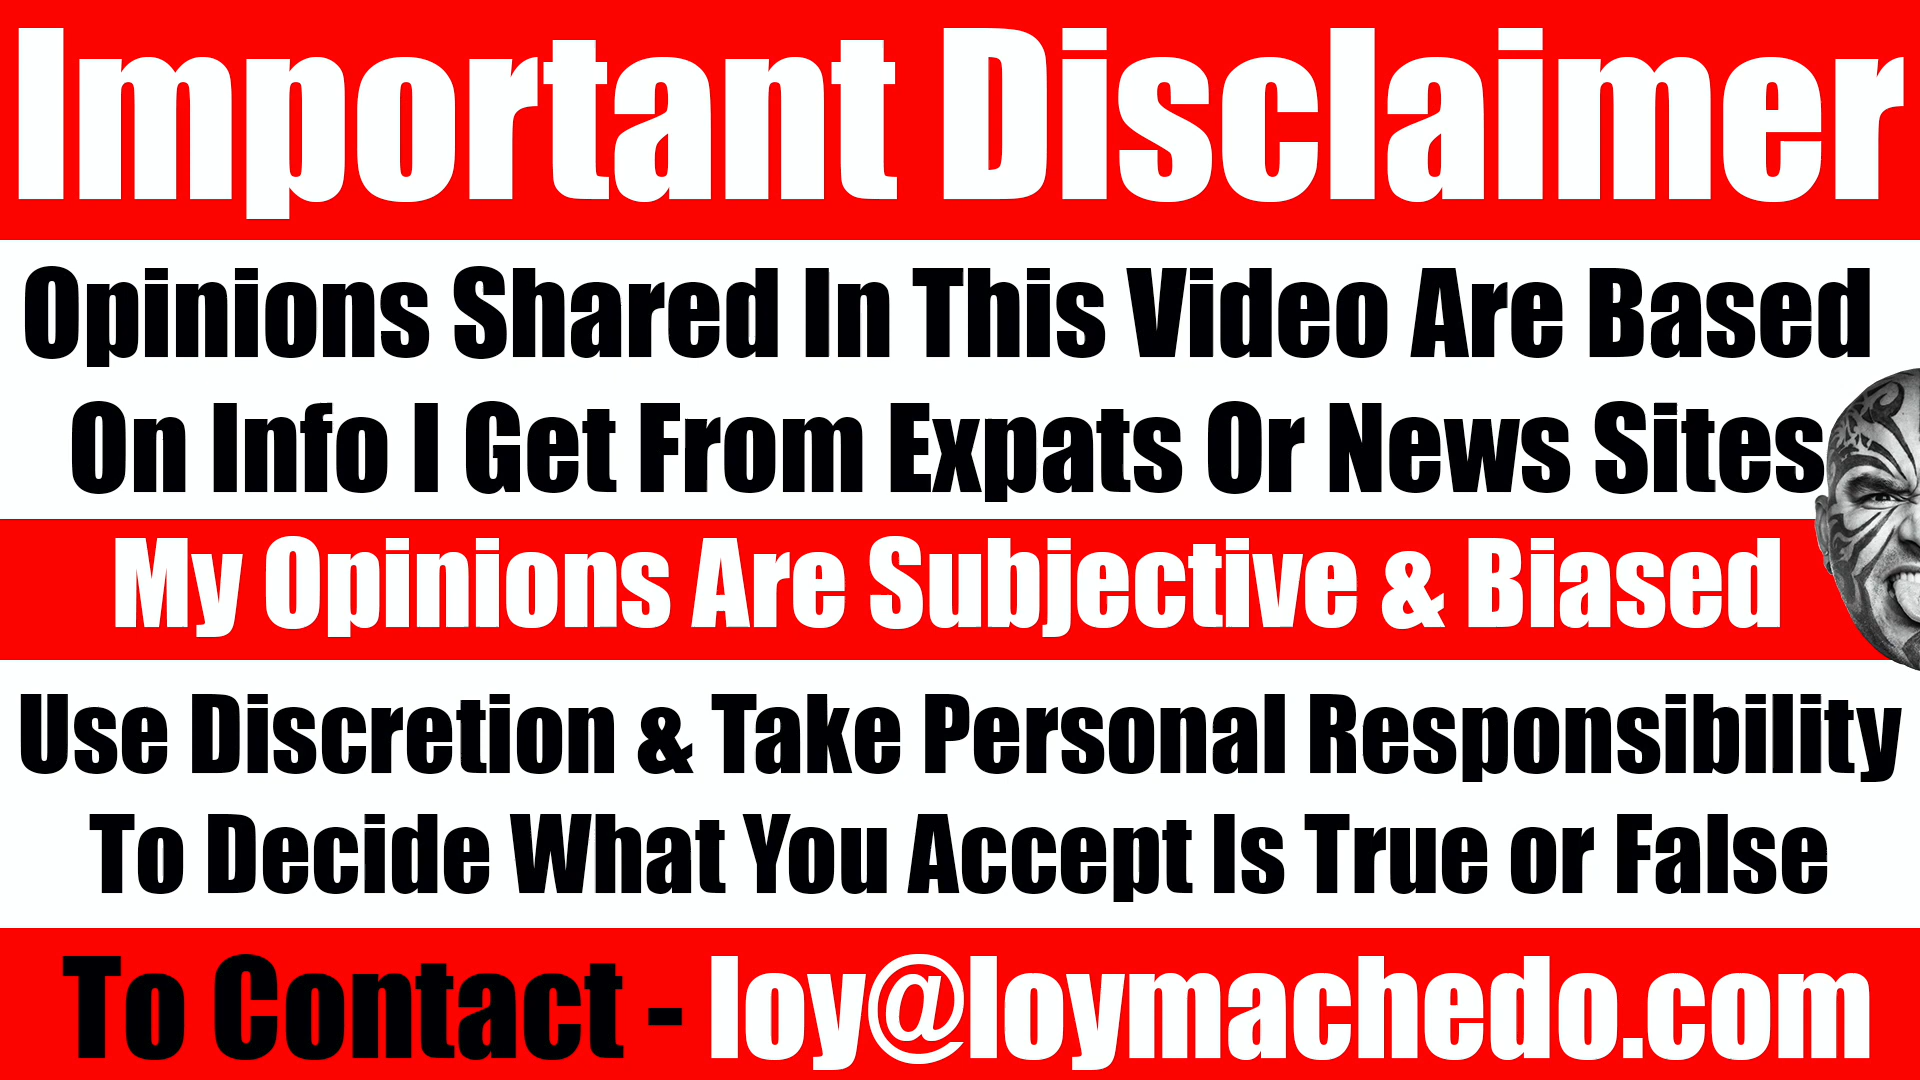 Important Disclaimer
Opinions Shared In This Video Are Based
On Info I Get From Expats Or News Sites
My Opinions Are Subjective & Biased
Use Discretion & Take Personal Responsibility
To Decide What You Accept Is True or False
To Contact - loy@loymachedo.com